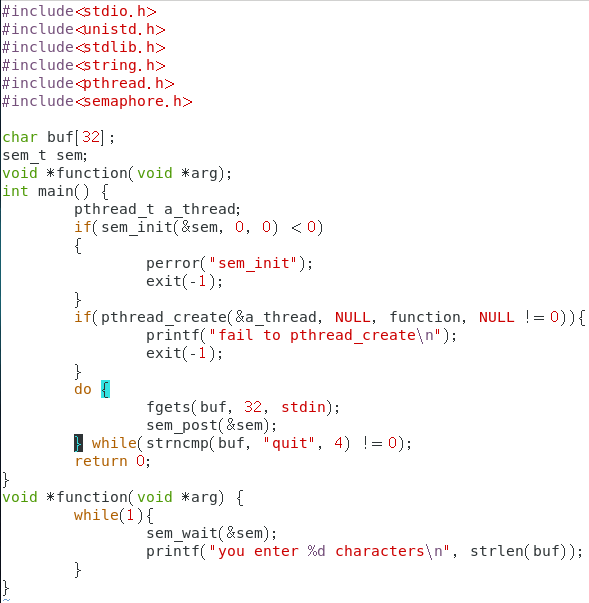 #include<stdio.h>
#include<unistd.h>
#include<stdlib.h>
#include<string.h>
#include<pthread.h>
#include<semaphore.h>

char buf[32];
sem_t sem;
void *function(void *arg);
int main() {
        pthread_t a_thread;
        if(sem_init(&sem, 0, 0) <0)
        {
                perror("sem_init");
                exit(-1);
        }
        if(pthread_create(&a_thread, NULL, function, NULL !=0)){
                printf("fail to pthread_create\n");
                exit(-1);
        }
        do {
                fgets(buf, 32, stdin);
                sem_post(&sem);
        } while(strncmp(buf, "quit", 4) !=0);
        return 0;
}
void *function(void *arg) {
        while(1){
                sem_wait(&sem);
                printf("you enter %d characters\n", strlen(buf));
        }
}
~